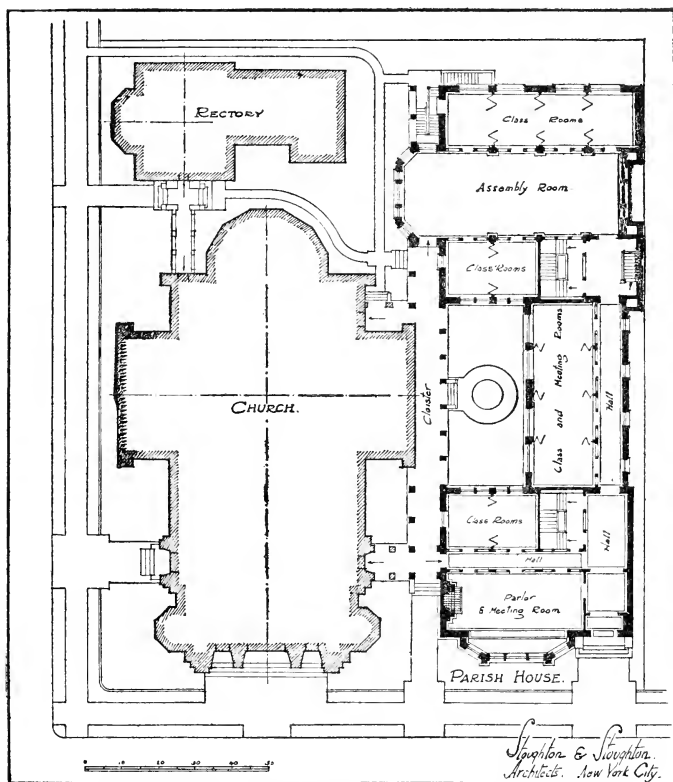 RECTORY
Class Rooms
Assembly Room
Class Rooms
CHURCH.
Cloister
Class and Meeting Rooms
Hall
Class Rooms
Hall
Hall
Parlor
& Meeting Room
PARISH HOUSE.
Stoughton & Stoughton.
Architects. New York City.